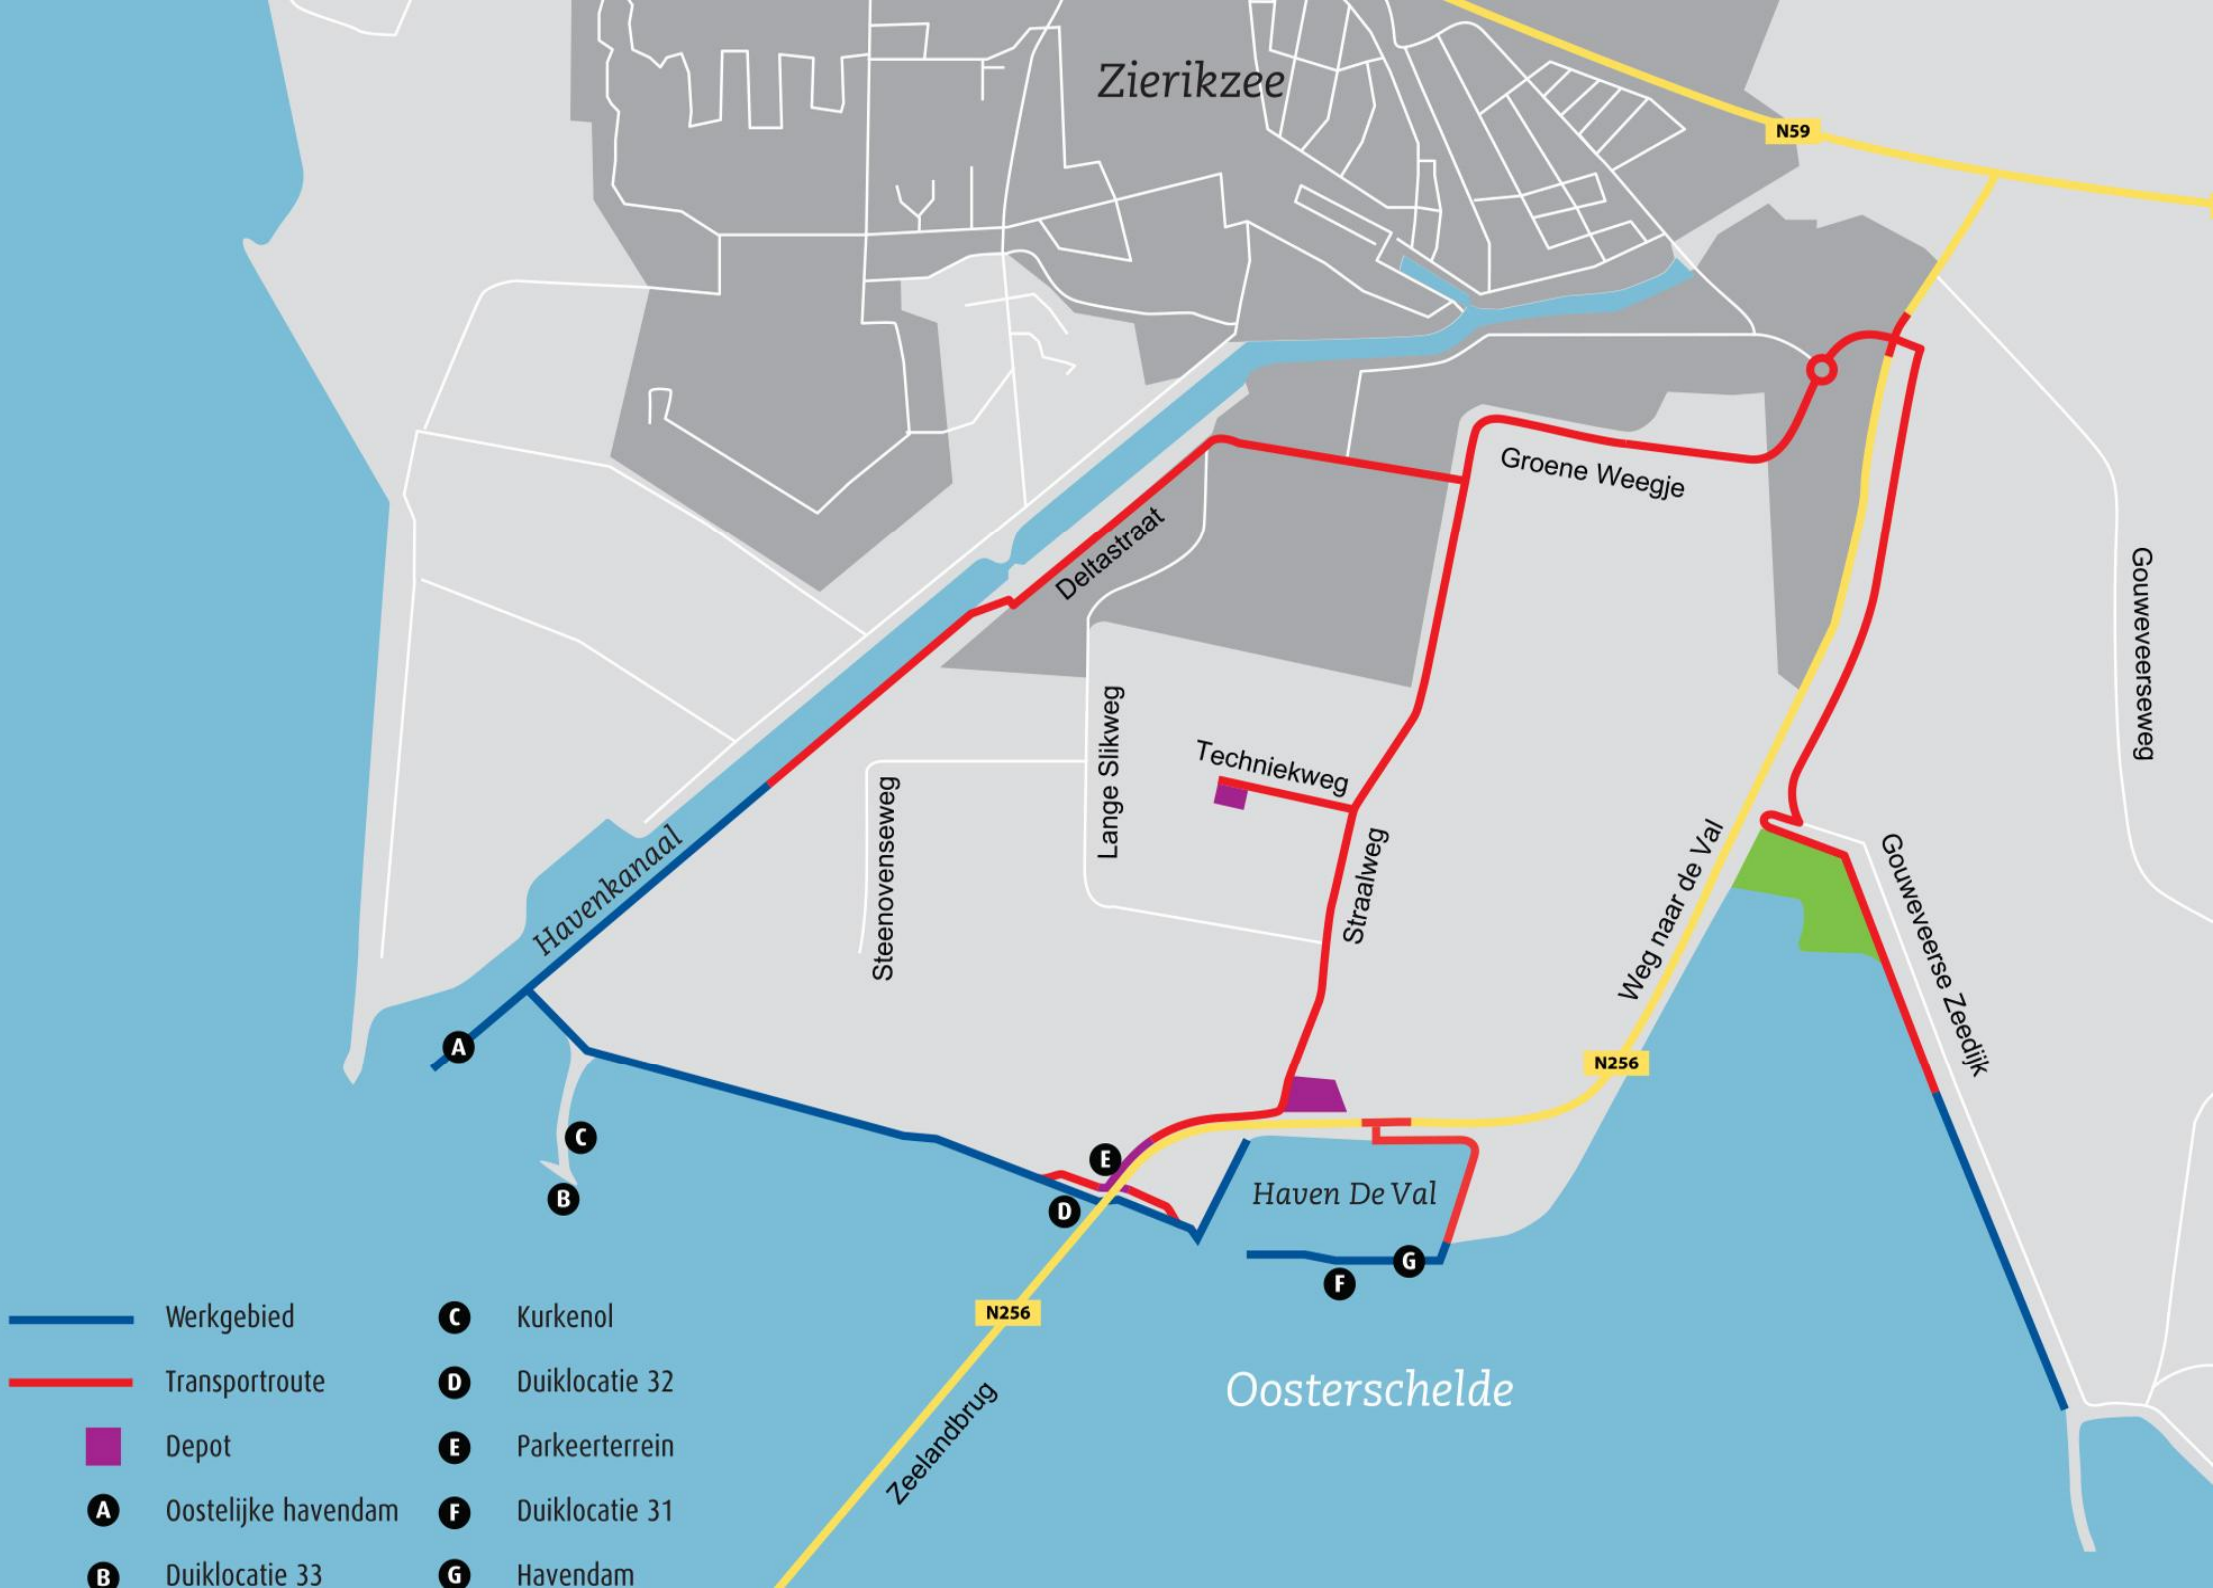 Zierikzee
N59
Groene Weegje
Deltastraat
Gouweveerseweg
Lange Slikweg
Techniekweg
Steenovenseweg
Havenkanaal
Straalweg
Weg naar de Val
Gouweveerse Zeedijk
A
N256
C
E
B
D
Haven De Val
G
F
N256
Oosterschelde
Zeelandbrug
Werkgebied
Transportroute
Depot
A Oostelijke havendam
B Duiklocatie 33
C Kurkenol
D Duiklocatie 32
E Parkeerterrein
F Duiklocatie 31
G Havendam